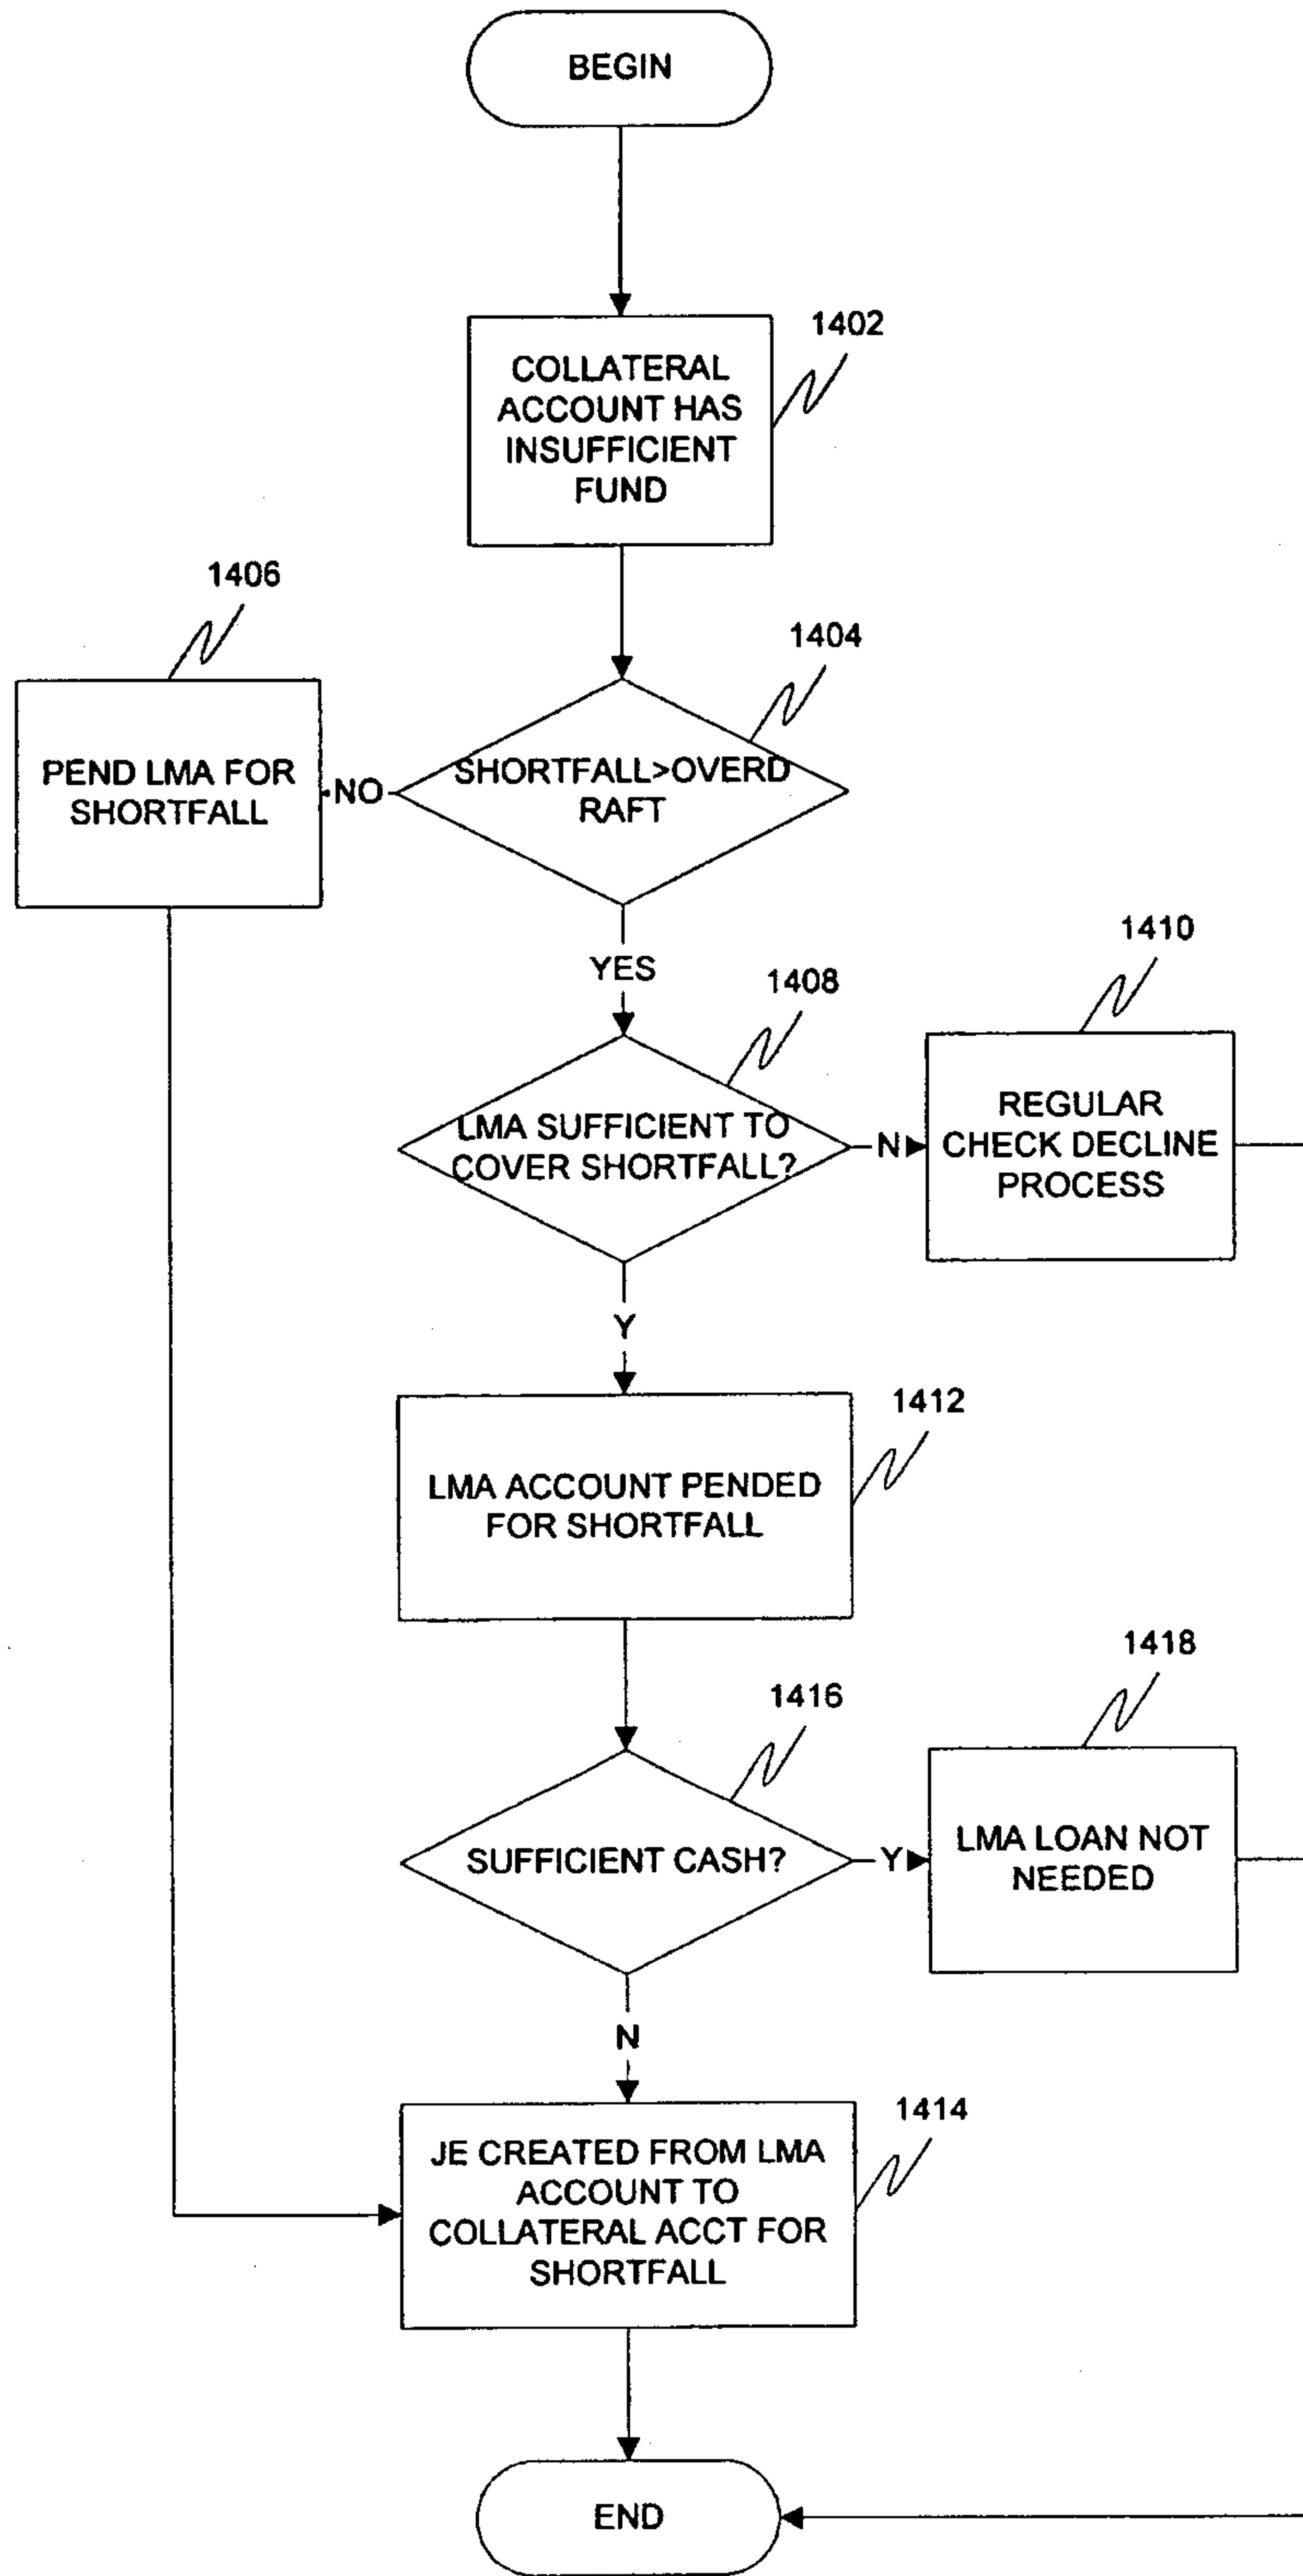 BEGIN
1402
COLLATERAL
ACCOUNT HAS
INSUFFICIENT
FUND
1406
1404
PEND LMA FOR
SHORTFALL
NO
SHORTFALL>OVERD
RAFT
YES
1408
1410
LMA SUFFICIENT TO
COVER SHORTFALL?
N
REGULAR
CHECK DECLINE
PROCESS
Y
1412
LMA ACCOUNT PENDED
FOR SHORTFALL
1418
1416
SUFFICIENT CASH?
Y
LMA LOAN NOT
NEEDED
N
1414
JE CREATED FROM LMA
ACCOUNT TO
COLLATERAL ACCT FOR
SHORTFALL
END